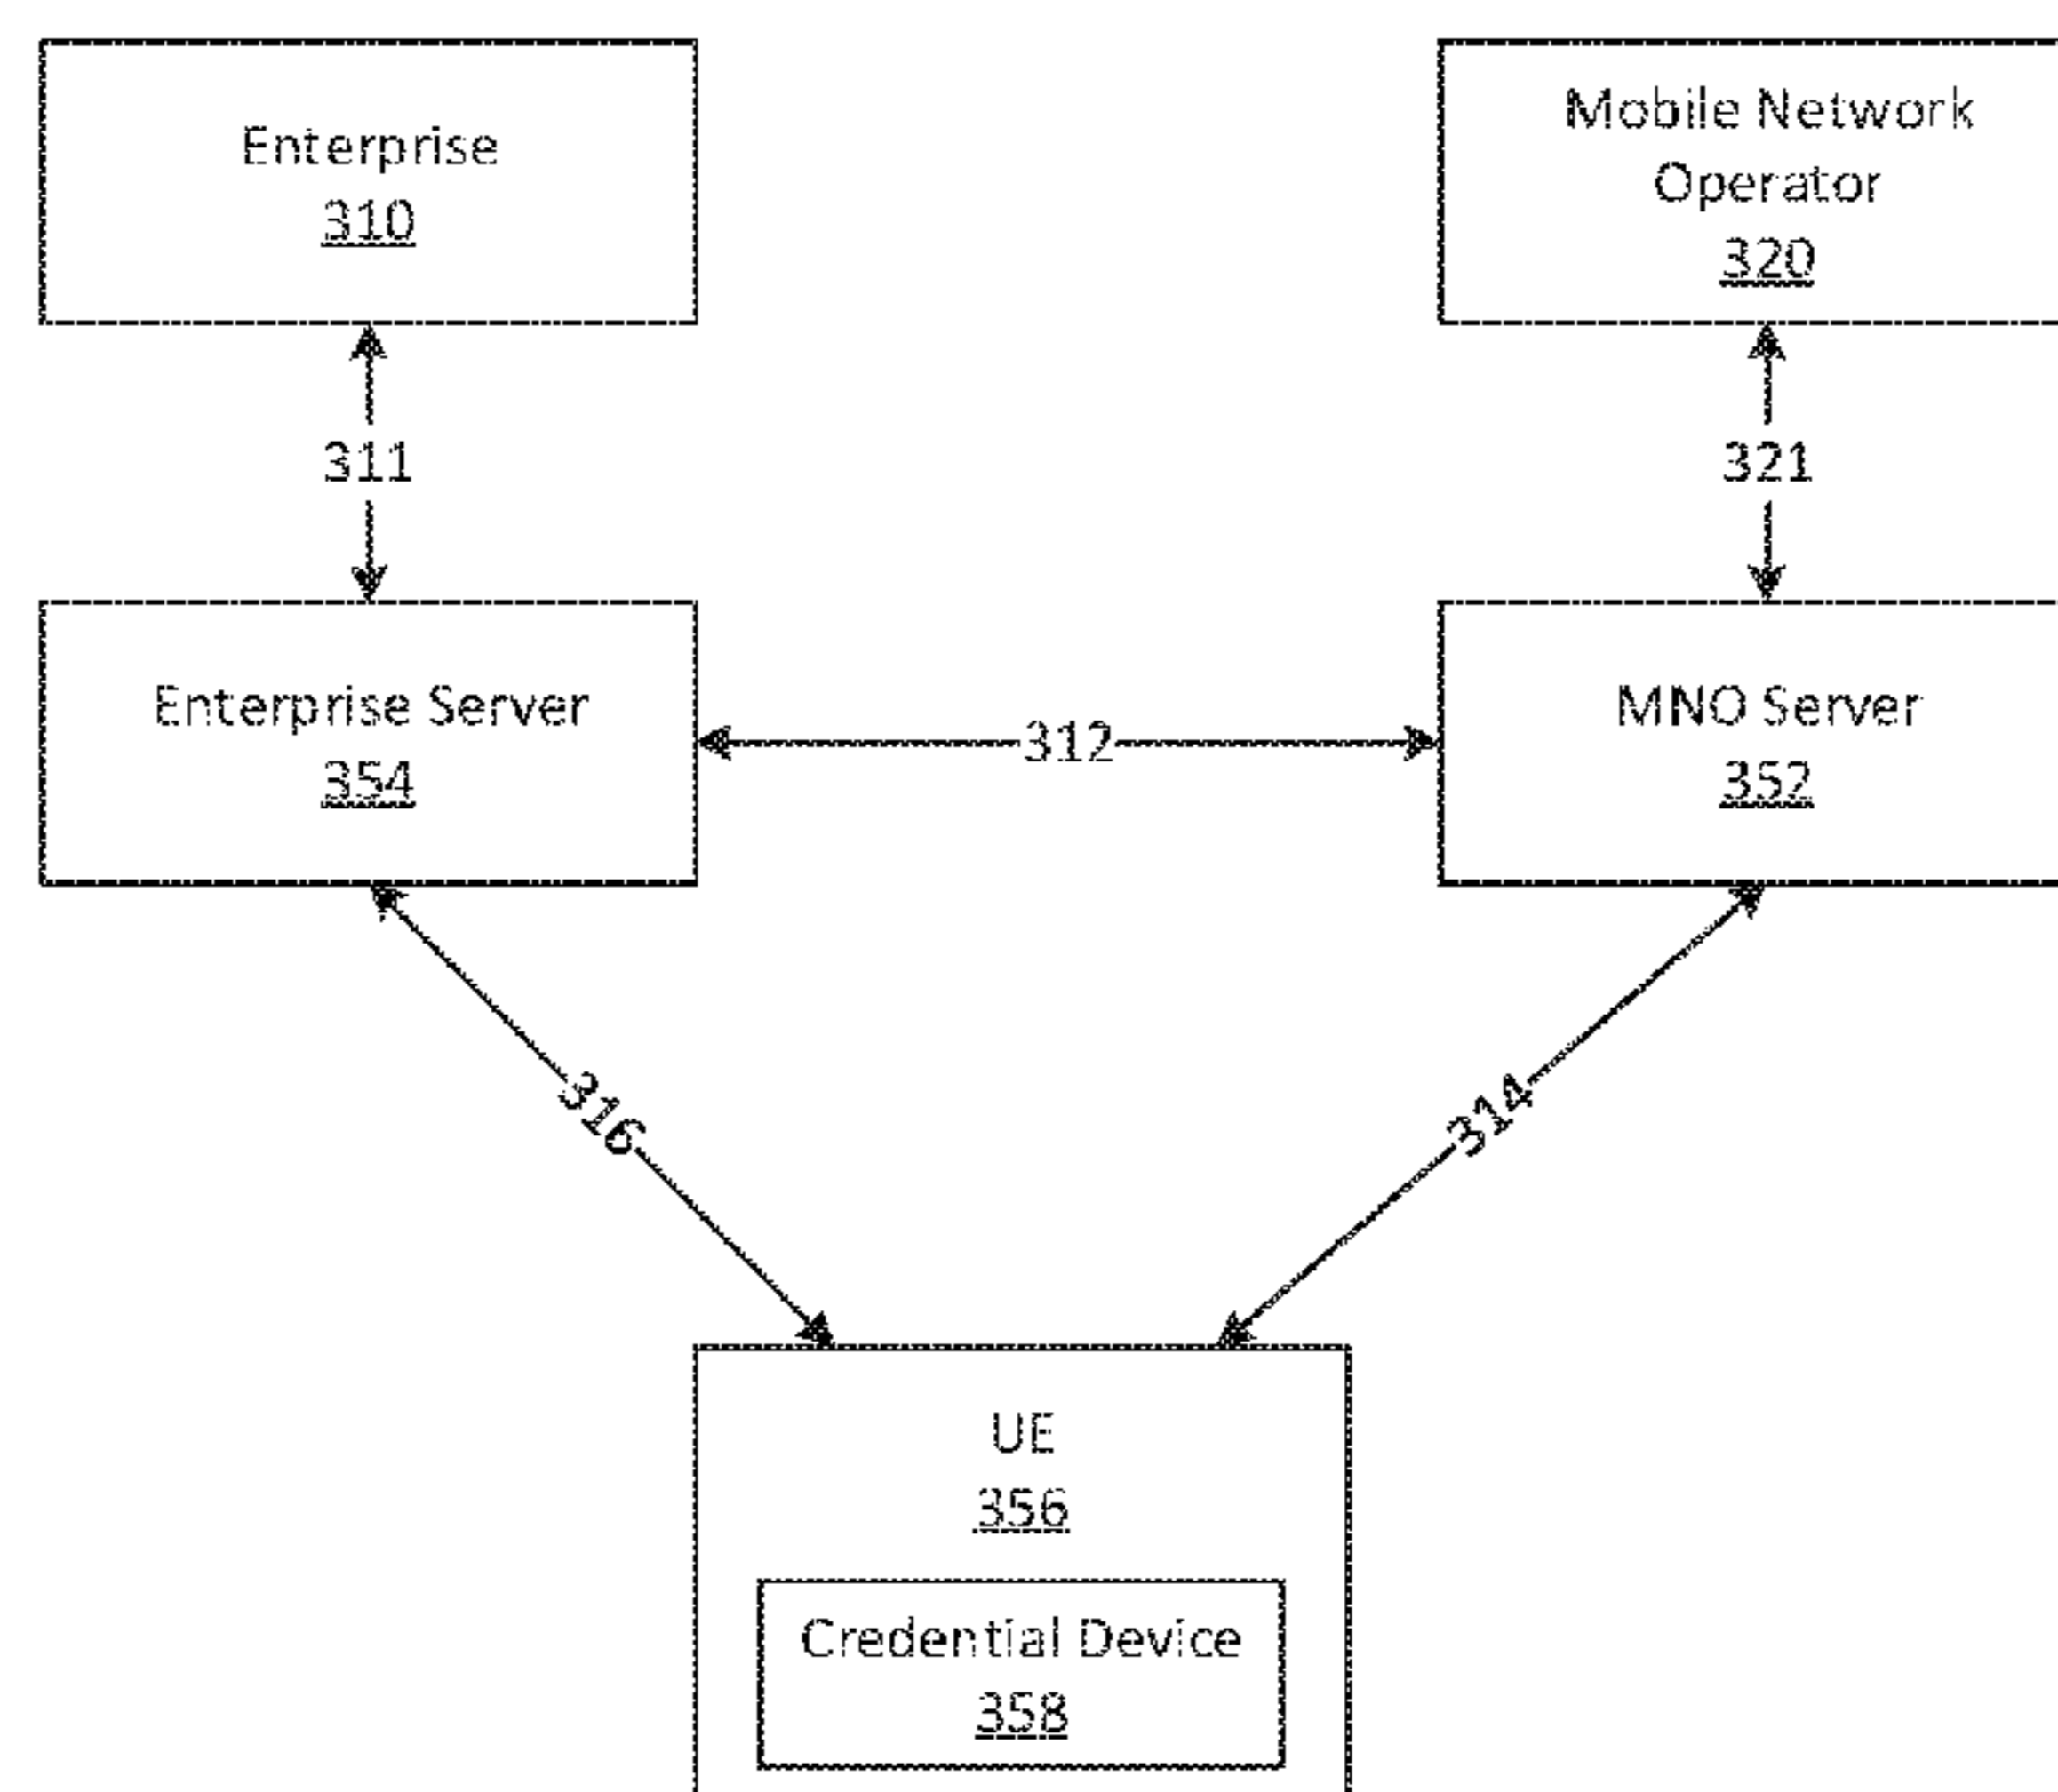 Enterprise
310
Mobile Network
Operator
320
311
321
Enterprise Server
354
312
MNO Server
352
316
314
UE
356
Credential Device
358